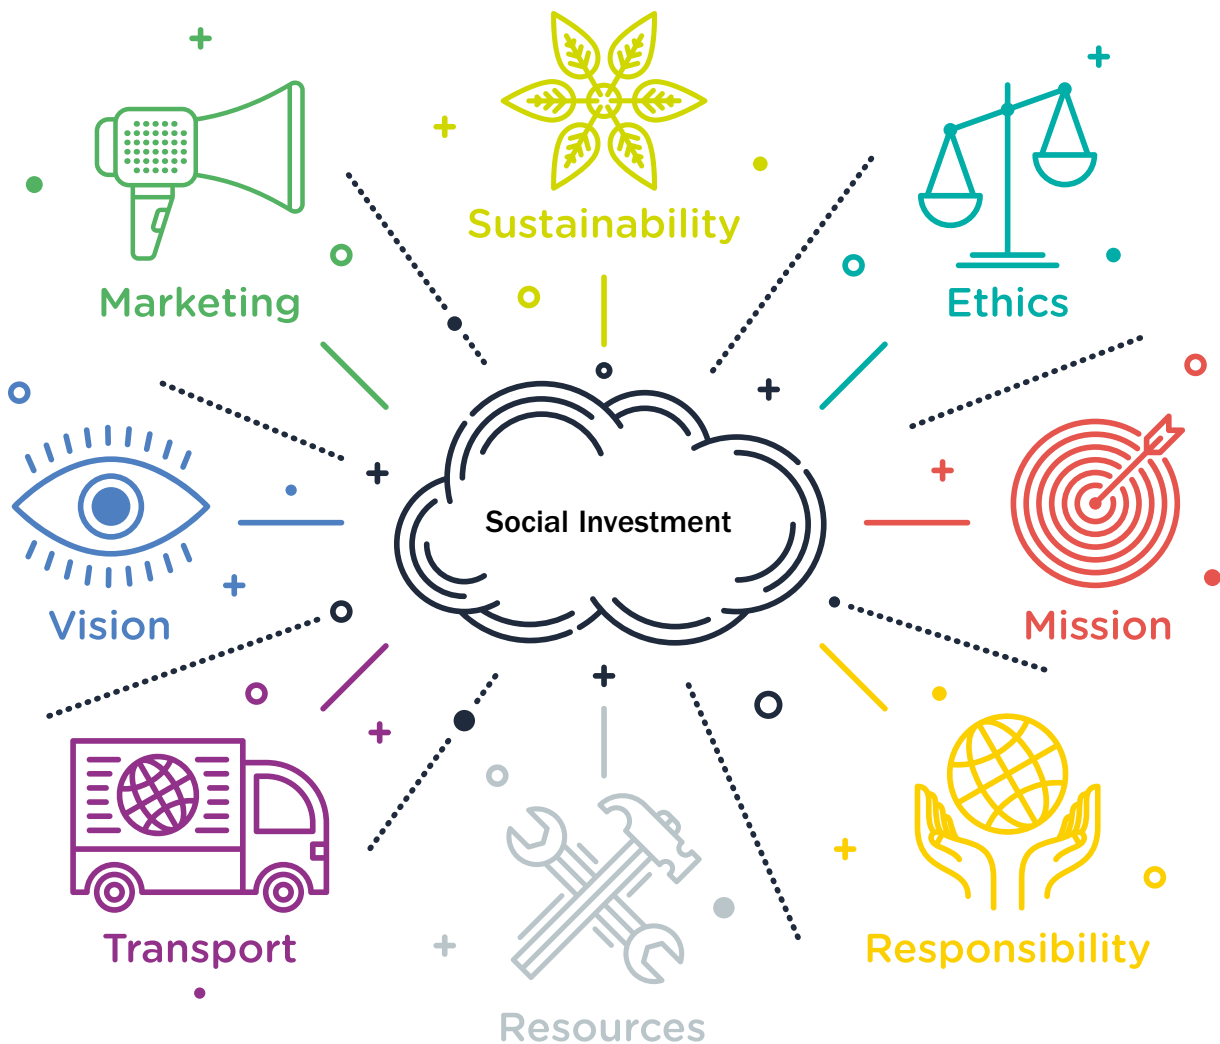 Sustainability
Marketing
Ethics
Social Investment
Vision
Mission
Transport
Responsibility
Resources